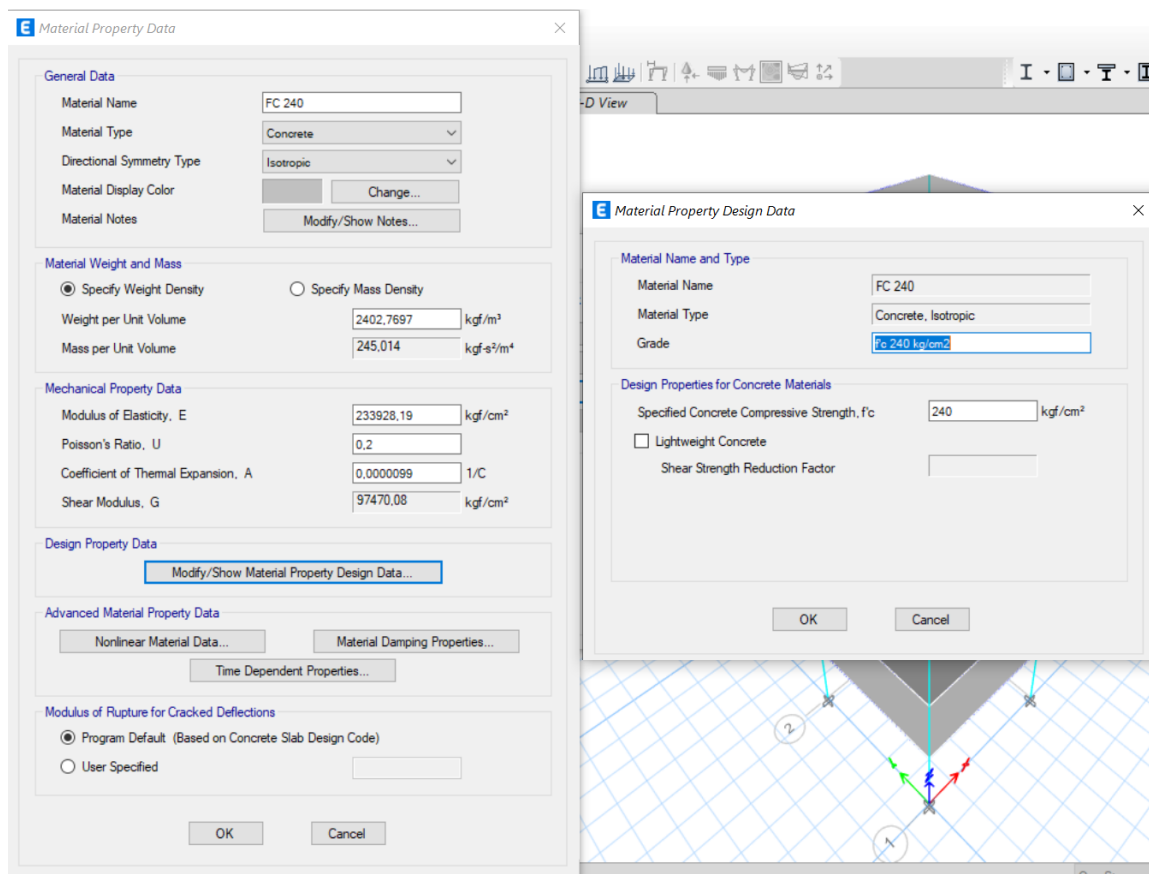 E Material Property Data
General Data
Material Name FC 240
Material Type Concrete
Directional Symmetry Type Isotropic
Material Display Color Change...
Material Notes Modify/Show Notes...
Material Weight and Mass
Specify Weight Density Specify Mass Density
Weight per Unit Volume 2402,7697 kgf/m³
Mass per Unit Volume 245,014 kgf-s²/m⁴
Mechanical Property Data
Modulus of Elasticity, E 233928,19 kgf/cm²
Poisson's Ratio, U 0,2
Coefficient of Thermal Expansion, A 0,0000099 1/C
Shear Modulus, G 97470,08 kgf/cm²
Design Property Data
Modify/Show Material Property Design Data...
Advanced Material Property Data
Nonlinear Material Data... Material Damping Properties...
Time Dependent Properties...
Modulus of Rupture for Cracked Deflections
Program Default (Based on Concrete Slab Design Code)
User Specified
OK Cancel
-D View
E Material Property Design Data
Material Name and Type
Material Name FC 240
Material Type Concrete, Isotropic
Grade f'c 240 kg/cm2
Design Properties for Concrete Materials
Specified Concrete Compressive Strength, f'c 240 kgf/cm²
Lightweight Concrete
Shear Strength Reduction Factor
OK Cancel
2
1